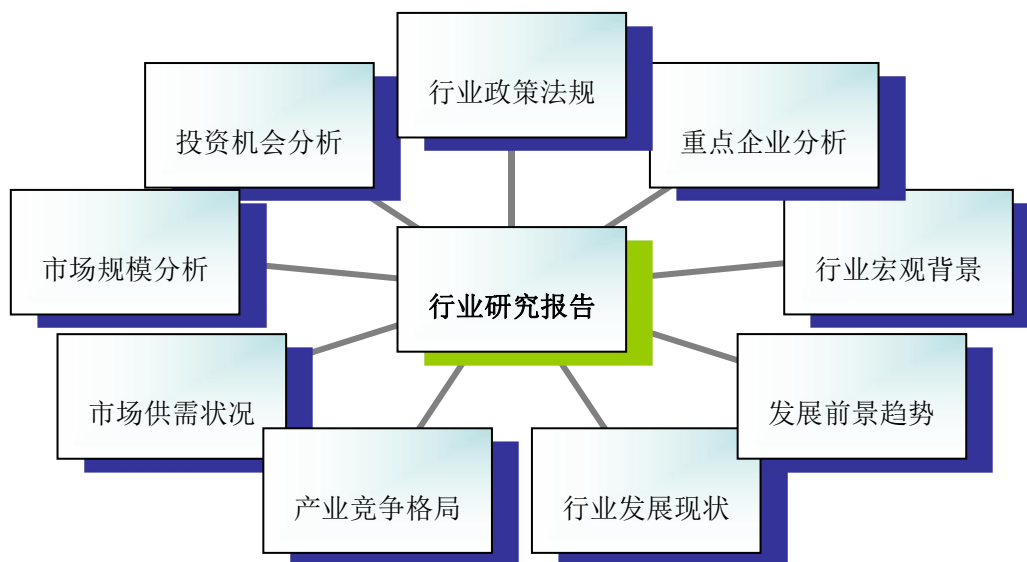 行业政策法规
投资机会分析
重点企业分析
市场规模分析
行业宏观背景
行业研究报告
市场供需状况
发展前景趋势
产业竞争格局
行业发展现状